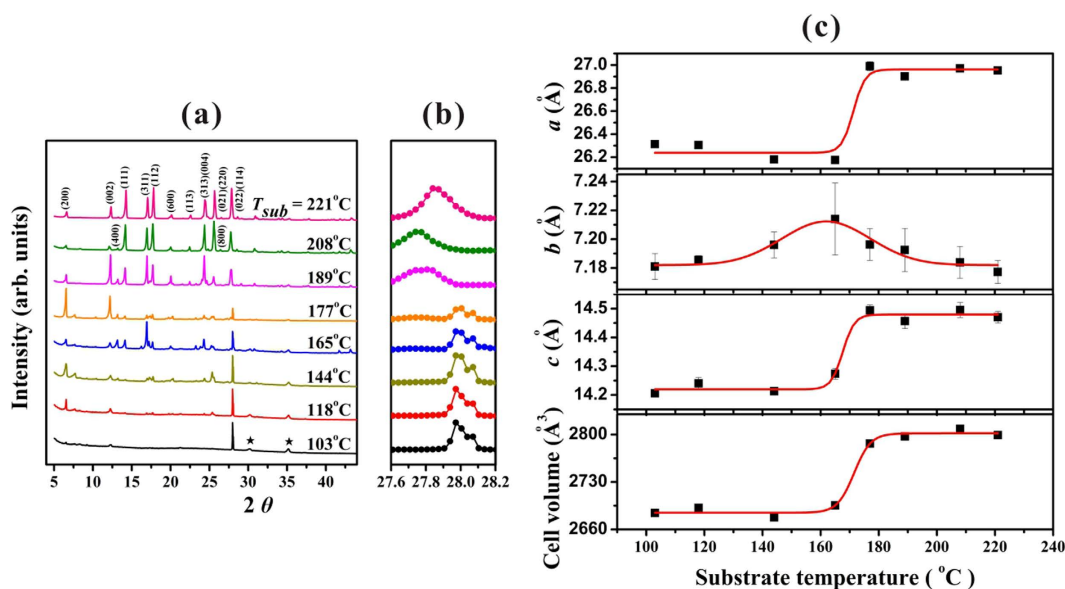 (a)
(b)
(c)
Intensity (arb. units)
(200)
(002)
(400)
(111)
(311)
(112)
(600)
(113)
(313)(004)
(021)(220)
(800)
(022)(114)
T_sub = 221°C
208°C
189°C
177°C
165°C
144°C
118°C
103°C
★ ★
5 10 15 20 25 30 35 40
2 θ
27.6 27.8 28.0 28.2
a (Å)
27.0
26.8
26.6
26.4
26.2
b (Å)
7.24
7.22
7.20
7.18
c (Å)
14.5
14.4
14.3
14.2
Cell volume (Å³)
2800
2730
2660
100 120 140 160 180 200 220 240
Substrate temperature ( °C)